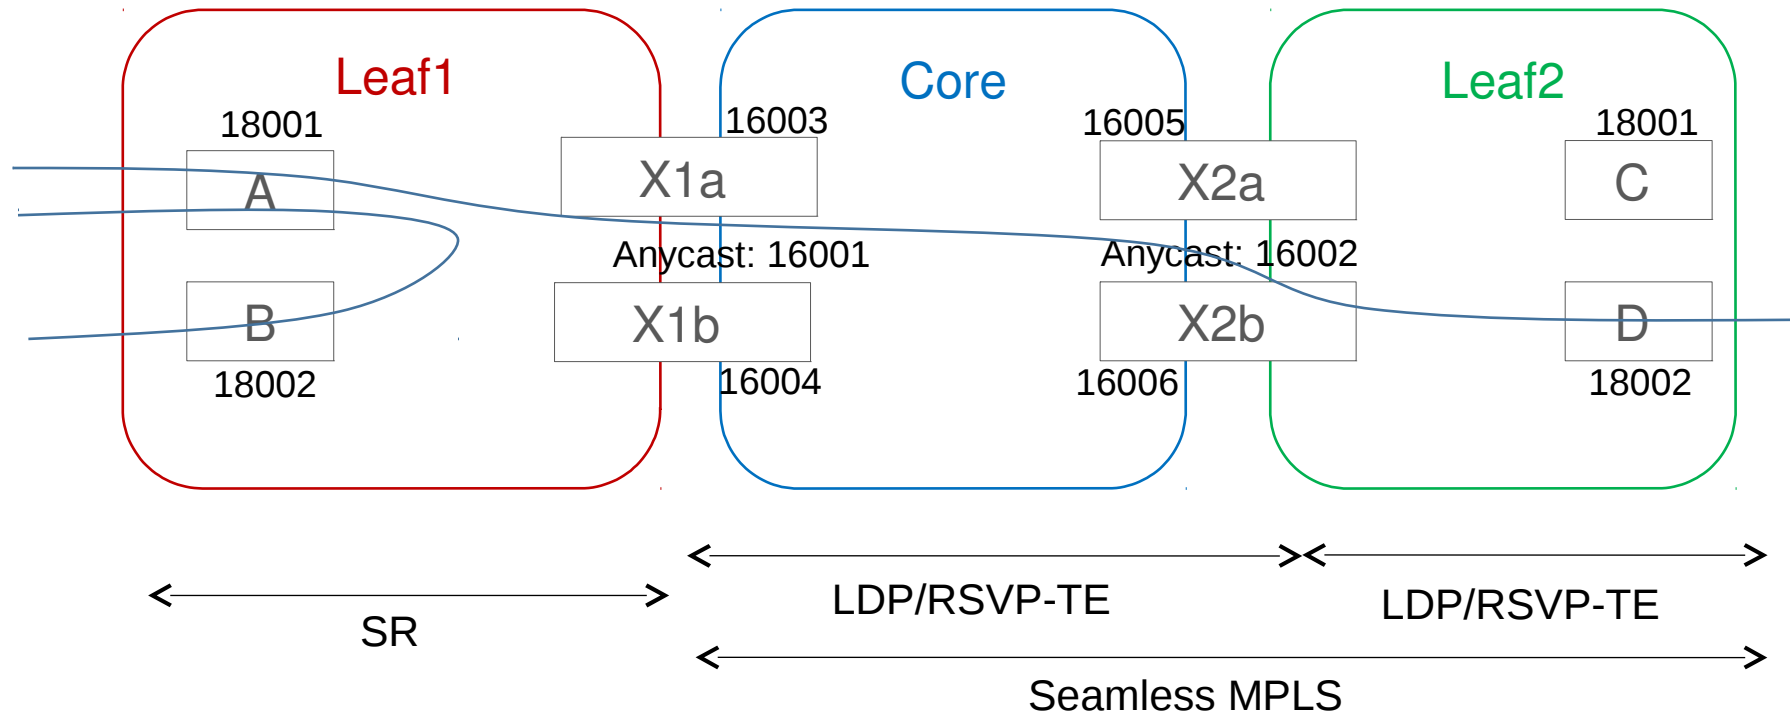 Leaf1
Core
Leaf2
18001
16003
16005
18001
A
X1a
X2a
C
Anycast: 16001
Anycast: 16002
B
X1b
X2b
D
18002
16004
16006
18002
LDP/RSVP-TE
LDP/RSVP-TE
SR
Seamless MPLS